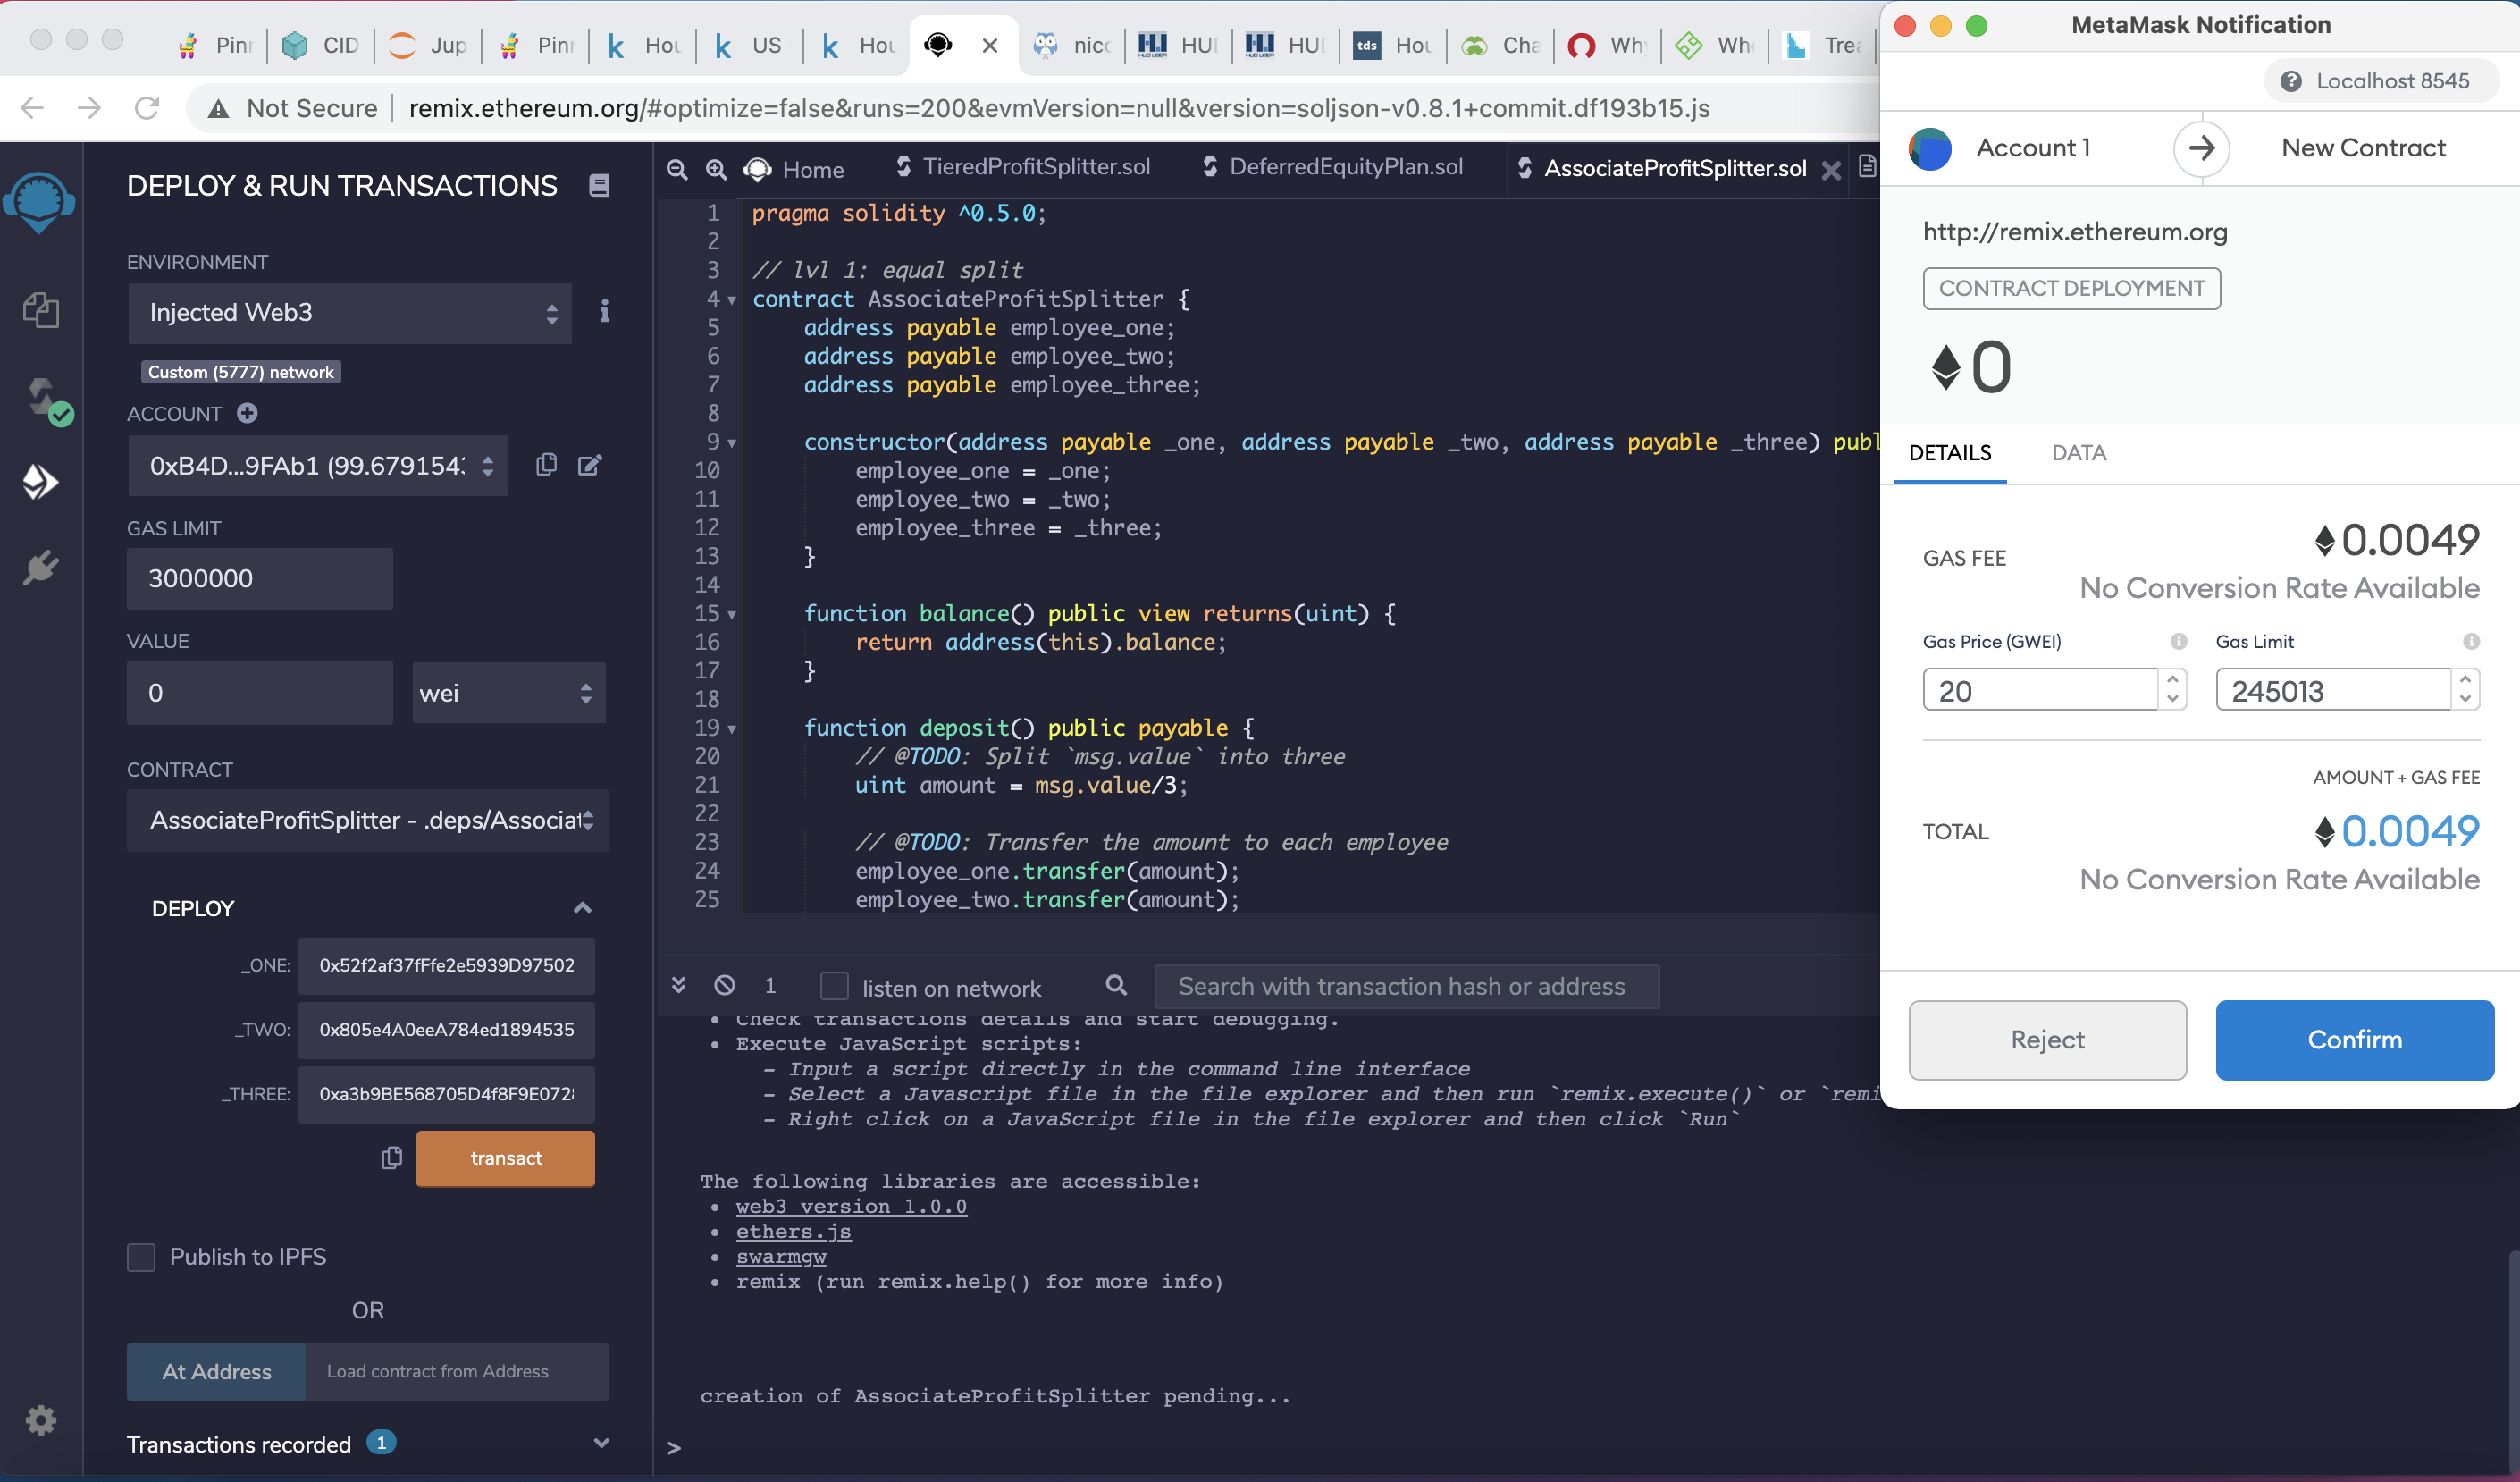 Pinr
CID
Jup
Pinr
Hou
US
Hou
nicc
HUD
HUD
tds
Hou
Cha
Why
Whe
Trea
Not Secure
remix.ethereum.org/#optimize=false&runs=200&evmVersion=null&version=soljson-v0.8.1+commit.df193b15.js
DEPLOY & RUN TRANSACTIONS
ENVIRONMENT
Injected Web3
Custom (5777) network
ACCOUNT
0xB4D...9FAb1 (99.6791543
GAS LIMIT
3000000
VALUE
0
wei
CONTRACT
AssociateProfitSplitter - .deps/Associat
DEPLOY
_ONE:
0x52f2af37fFfe2e5939D97502
_TWO:
0x805e4A0eeA784ed1894535
_THREE:
0xa3b9BE568705D4f8F9E072
transact
Publish to IPFS
OR
At Address
Load contract from Address
Transactions recorded 1
Home
TieredProfitSplitter.sol
DeferredEquityPlan.sol
AssociateProfitSplitter.sol
1 pragma solidity ^0.5.0;
2
3 // lvl 1: equal split
4 contract AssociateProfitSplitter {
5 address payable employee_one;
6 address payable employee_two;
7 address payable employee_three;
8
9 constructor(address payable _one, address payable _two, address payable _three) publ
10 employee_one = _one;
11 employee_two = _two;
12 employee_three = _three;
13 }
14
15 function balance() public view returns(uint) {
16 return address(this).balance;
17 }
18
19 function deposit() public payable {
20 // @TODO: Split `msg.value` into three
21 uint amount = msg.value/3;
22
23 // @TODO: Transfer the amount to each employee
24 employee_one.transfer(amount);
25 employee_two.transfer(amount);
1
listen on network
Search with transaction hash or address
• Check transactions details and start debugging.
• Execute JavaScript scripts:
- Input a script directly in the command line interface
- Select a Javascript file in the file explorer and then run `remix.execute()` or `remi
- Right click on a JavaScript file in the file explorer and then click `Run`
The following libraries are accessible:
• web3 version 1.0.0
• ethers.js
• swarmgw
• remix (run remix.help() for more info)
creation of AssociateProfitSplitter pending...
>
MetaMask Notification
Localhost 8545
Account 1
New Contract
http://remix.ethereum.org
CONTRACT DEPLOYMENT
0
DETAILS
DATA
GAS FEE
0.0049
No Conversion Rate Available
Gas Price (GWEI)
Gas Limit
20
245013
AMOUNT + GAS FEE
TOTAL
0.0049
No Conversion Rate Available
Reject
Confirm